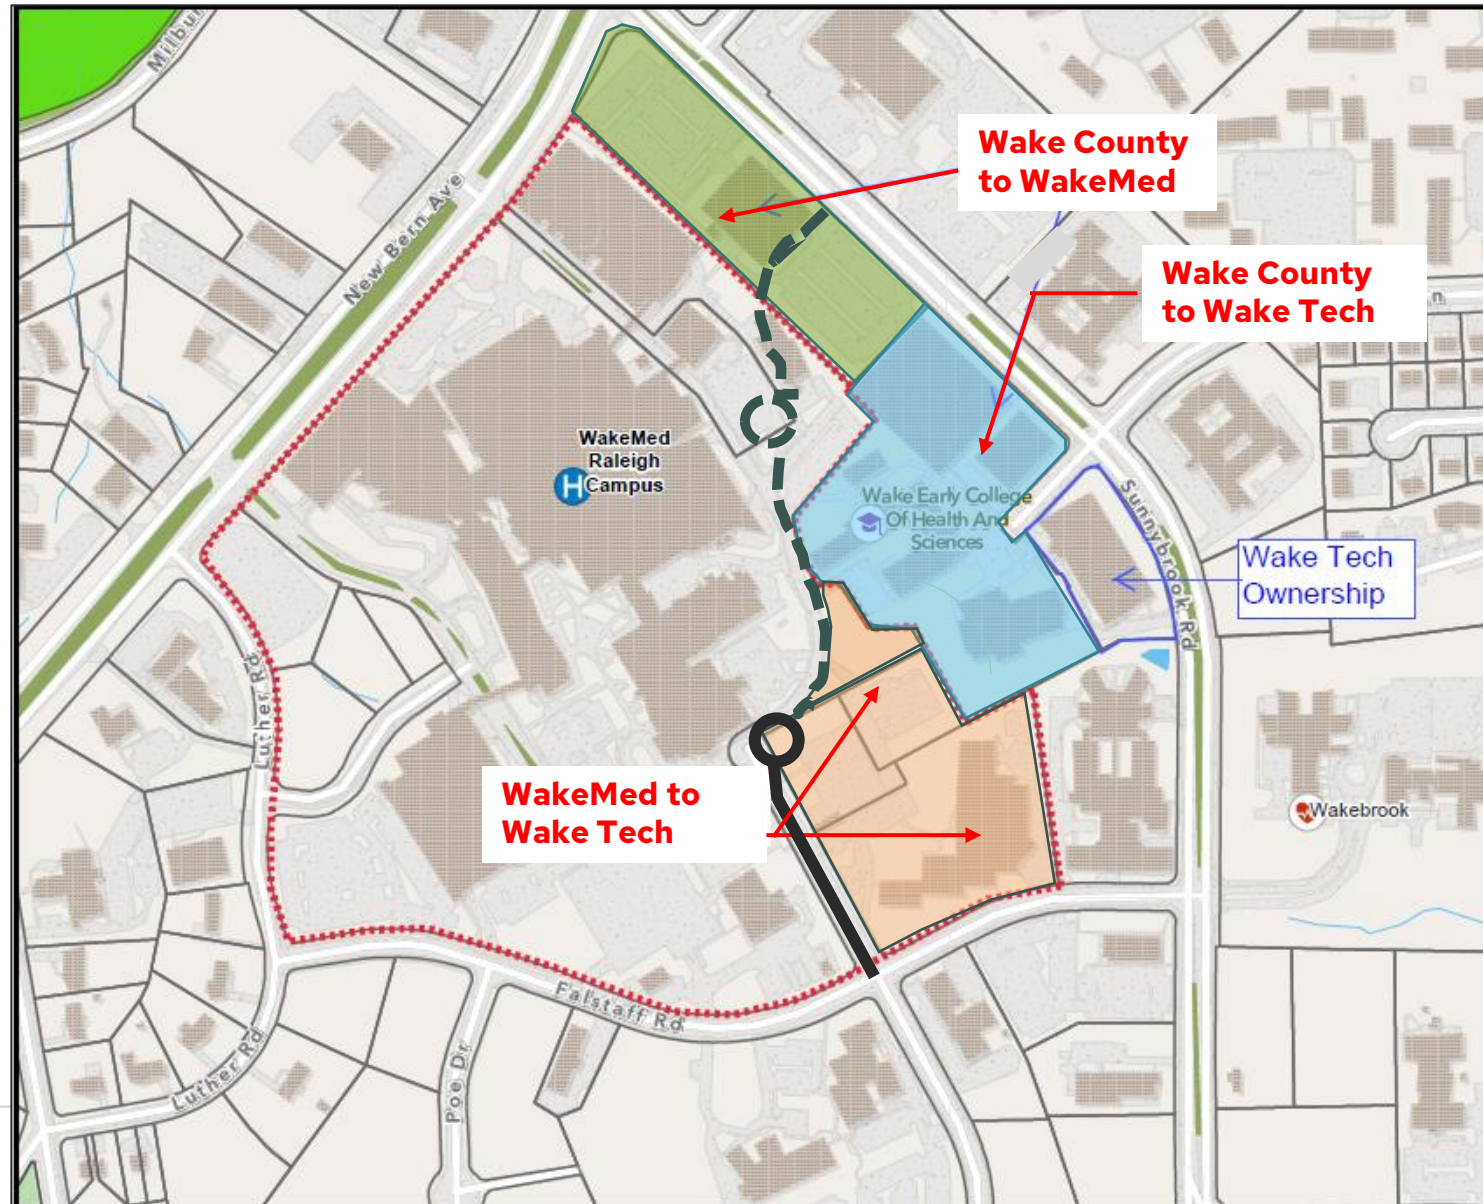 Milbur
New Bern Ave
Wake County
to WakeMed
Wake County
to Wake Tech
n
WakeMed
Raleigh
Campus
H
Wake Early College
Of Health And
Sciences
Sunnybrook Rd
Wake Tech
Ownership
Luther Rd
WakeMed to
Wake Tech
Wakebrook
Falstaff Rd
Luther Rd
Poe Dr